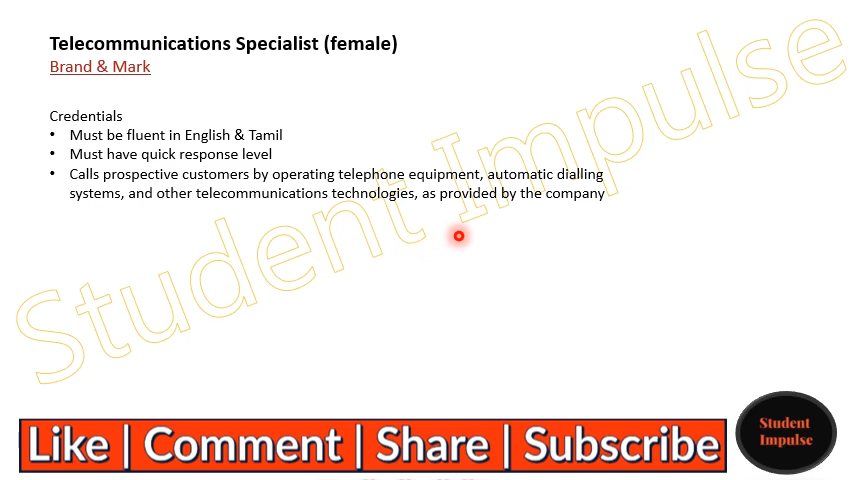 Telecommunications Specialist (female)
Brand & Mark
Credentials
• Must be fluent in English & Tamil
• Must have quick response level
• Calls prospective customers by operating telephone equipment, automatic dialling
systems, and other telecommunications technologies, as provided by the company
Student Impulse
Like | Comment | Share | Subscribe
Student
Impulse